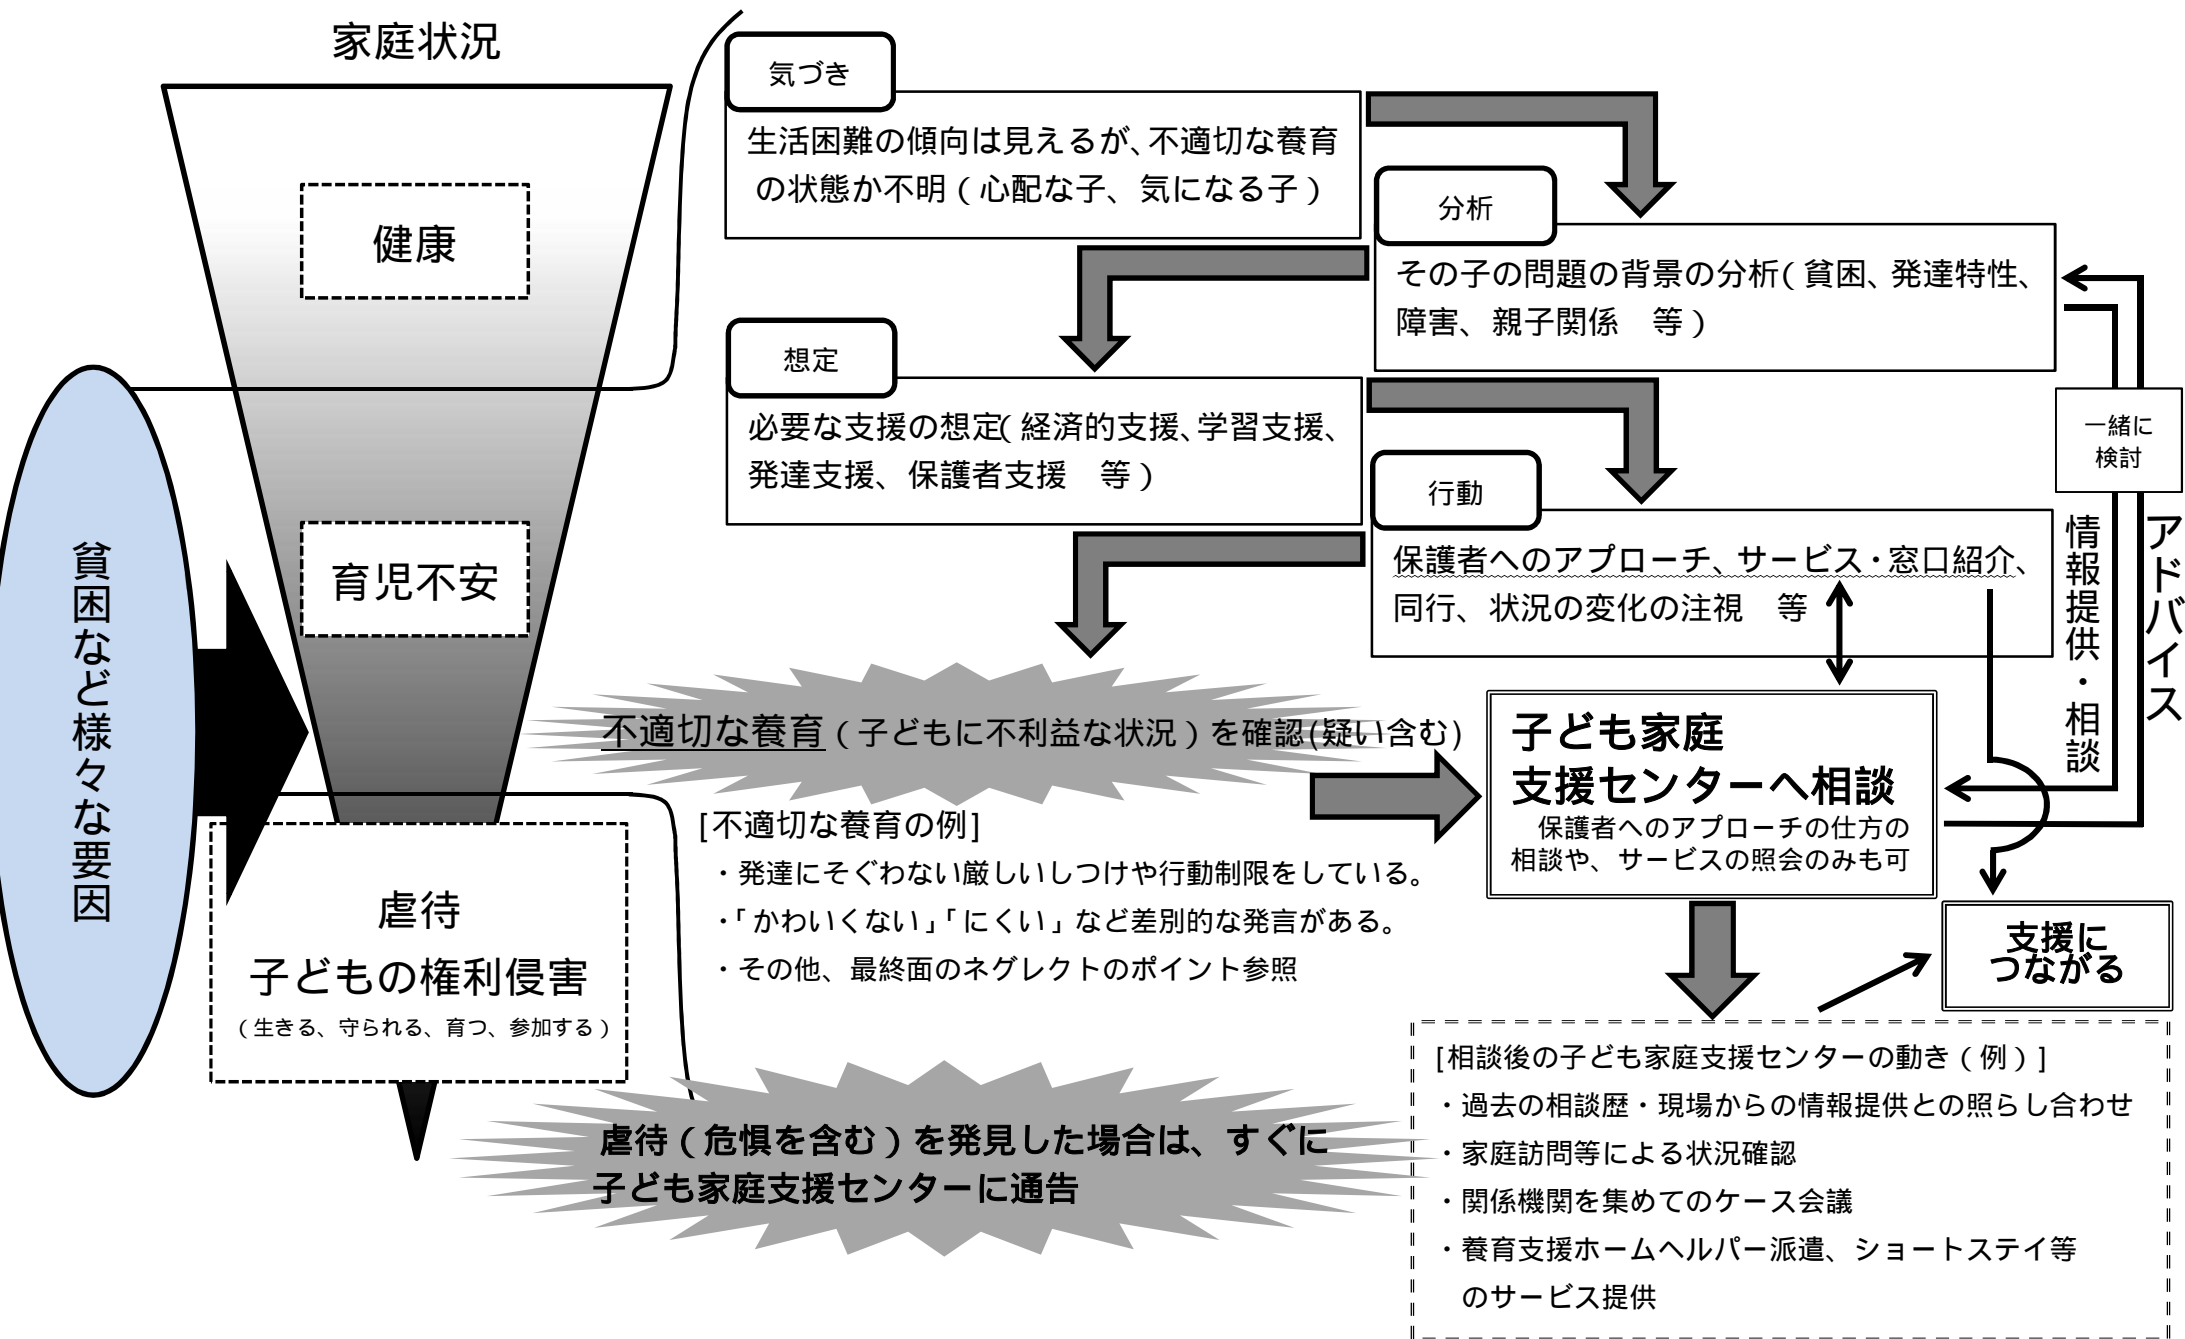 家庭状況
健康
育児不安
虐待
子どもの権利侵害
（生きる、守られる、育つ、参加する）
貧困など様々な要因
気づき
生活困難の傾向は見えるが、不適切な養育
の状態か不明（心配な子、気になる子）
分析
その子の問題の背景の分析（貧困、発達特性、
障害、親子関係　等）
想定
必要な支援の想定（経済的支援、学習支援、
発達支援、保護者支援　等）
行動
保護者へのアプローチ、サービス・窓口紹介、
同行、状況の変化の注視　等
一緒に
検討
情報提供・相談
アドバイス
不適切な養育（子どもに不利益な状況）を確認(疑い含む)
[不適切な養育の例]
・発達にそぐわない厳しいしつけや行動制限をしている。
・「かわいくない」「にくい」など差別的な発言がある。
・その他、最終面のネグレクトのポイント参照
子ども家庭
支援センターへ相談
保護者へのアプローチの仕方の
相談や、サービスの照会のみも可
支援に
つながる
虐待（危惧を含む）を発見した場合は、すぐに
子ども家庭支援センターに通告
[相談後の子ども家庭支援センターの動き（例）]
・過去の相談歴・現場からの情報提供との照らし合わせ
・家庭訪問等による状況確認
・関係機関を集めてのケース会議
・養育支援ホームヘルパー派遣、ショートステイ等
のサービス提供